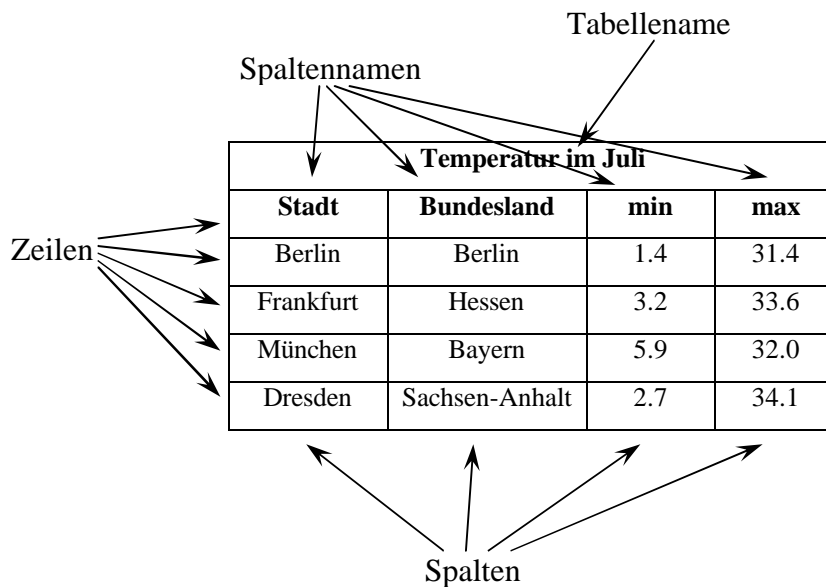 Tabellename
Spaltennamen
Temperatur im Juli
Stadt Bundesland min max
Zeilen
Berlin Berlin 1.4 31.4
Frankfurt Hessen 3.2 33.6
München Bayern 5.9 32.0
Dresden Sachsen-Anhalt 2.7 34.1
Spalten